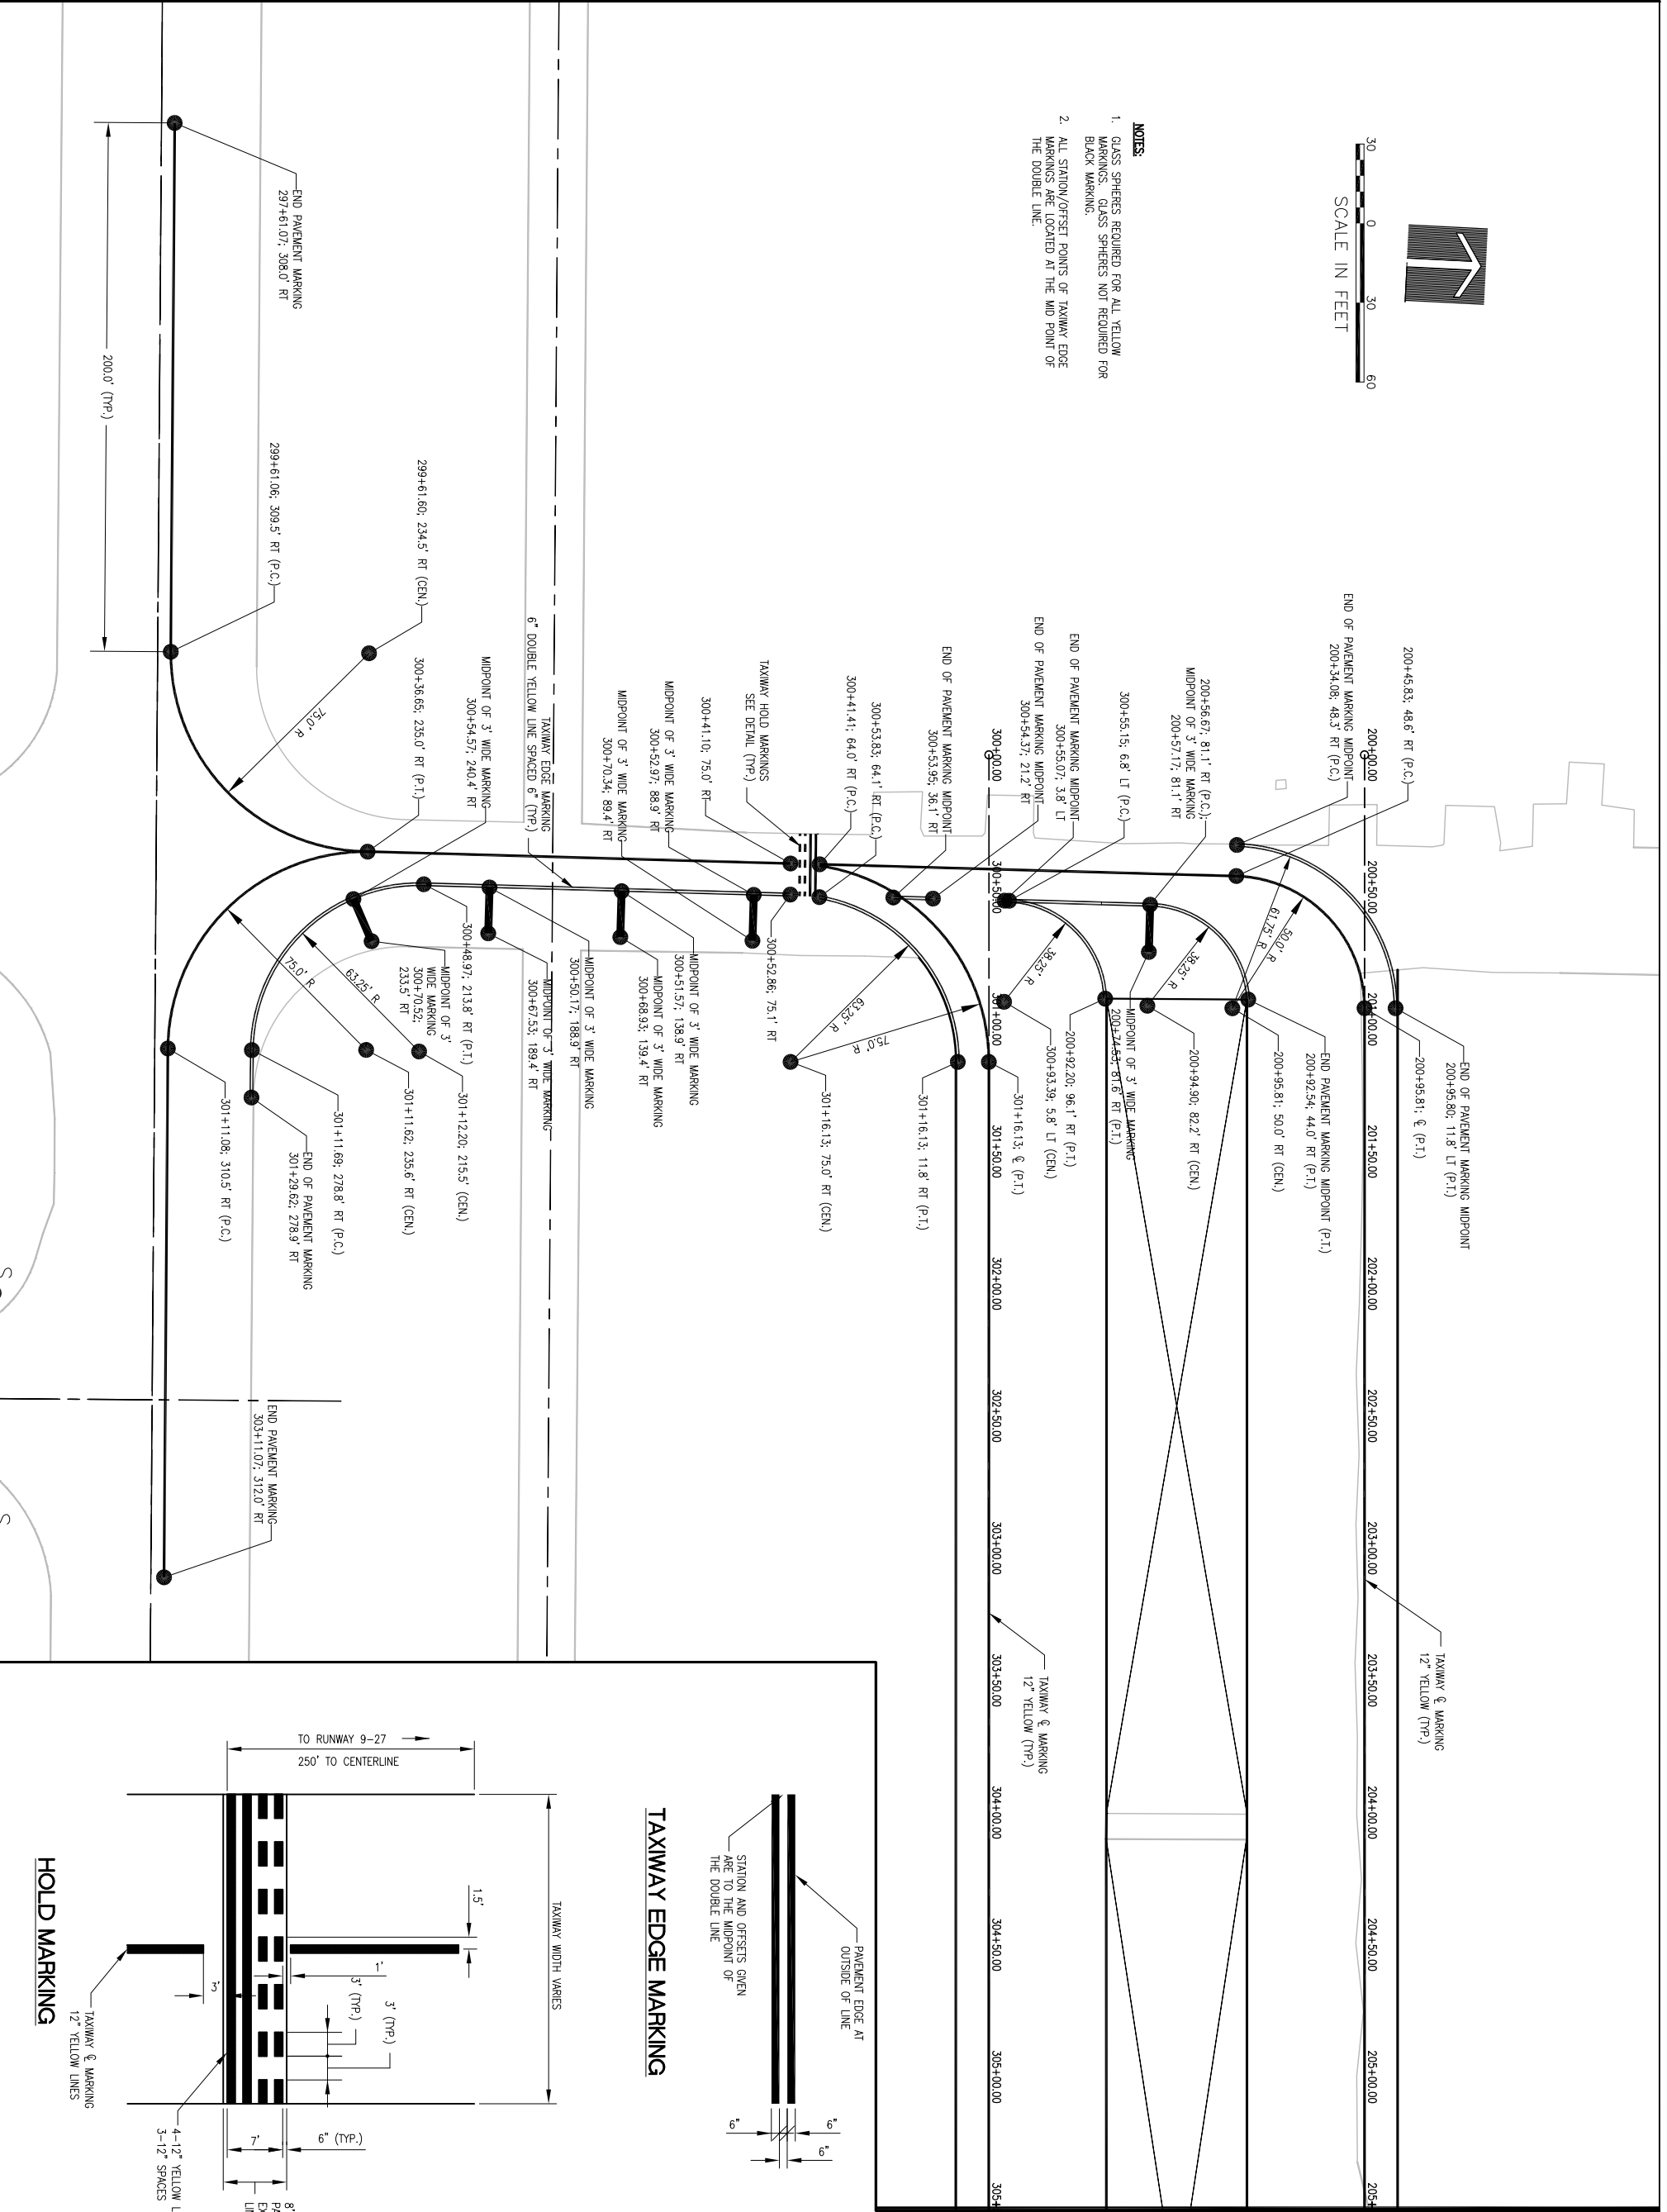 30
0
30
60
SCALE IN FEET
NOTES:
1. GLASS SPHERES REQUIRED FOR ALL YELLOW
MARKINGS. GLASS SPHERES NOT REQUIRED FOR
BLACK MARKING.
2. ALL STATION/OFFSET POINTS OF TAXIWAY EDGE
MARKINGS ARE LOCATED AT THE MID POINT OF
THE DOUBLE LINE.
200+45.83; 48.6' RT (P.C.)
END OF PAVEMENT MARKING MIDPOINT
200+34.08; 48.3' RT (P.C.)
200+56.67; 81.1' RT (P.C.);
MIDPOINT OF 3' WIDE MARKING
200+57.17; 81.1' RT
300+55.15; 6.8' LT (P.C.)
END OF PAVEMENT MARKING MIDPOINT
300+55.07; 3.8' LT
END OF PAVEMENT MARKING MIDPOINT
300+54.37; 21.2' RT
END OF PAVEMENT MARKING MIDPOINT
300+53.95; 36.1' RT
300+53.83; 64.1' RT (P.C.)
300+41.41; 64.0' RT (P.C.)
TAXIWAY HOLD MARKINGS
SEE DETAIL (TYP.)
300+41.10; 75.0' RT
MIDPOINT OF 3' WIDE MARKING
300+52.97; 88.9' RT
MIDPOINT OF 3' WIDE MARKING
300+70.34; 89.4' RT
TAXIWAY EDGE MARKING
6" DOUBLE YELLOW LINE SPACED 6" (TYP.)
MIDPOINT OF 3' WIDE MARKING
300+54.57; 240.4' RT
300+36.65; 235.0' RT (P.T.)
299+61.60; 234.5' RT (CEN.)
299+61.06; 309.5' RT (P.C.)
END PAVEMENT MARKING
297+61.07; 308.0' RT
200.0' (TYP.)
75.0' R
200+00.00
200+50.00
201+00.00
201+50.00
202+00.00
202+50.00
203+00.00
203+50.00
204+00.00
204+50.00
205+00.00
205+
300+00.00
300+50.00
301+00.00
301+50.00
302+00.00
302+50.00
303+00.00
303+50.00
304+00.00
304+50.00
305+00.00
305+
61.75' R
50.0' R
38.25' R
38.25' R
63.25' R
75.0' R
63.25' R
75.0' R
END OF PAVEMENT MARKING MIDPOINT
200+95.80; 11.8' LT (P.T.)
200+95.81; ℄ (P.T.)
END PAVEMENT MARKING MIDPOINT (P.T.)
200+92.54; 44.0' RT (P.T.)
200+95.81; 50.0' RT (CEN.)
200+94.90; 82.2' RT (CEN.)
MIDPOINT OF 3' WIDE MARKING
200+74.53; 81.6' RT (P.T.)
200+92.20; 96.1' RT (P.T.)
300+93.39; 5.8' LT (CEN.)
301+16.13; ℄ (P.T.)
301+16.13; 11.8' RT (P.T.)
301+16.13; 75.0' RT (CEN.)
300+52.86; 75.1' RT
MIDPOINT OF 3' WIDE MARKING
300+51.57; 138.9' RT
MIDPOINT OF 3' WIDE MARKING
300+68.93; 139.4' RT
MIDPOINT OF 3' WIDE MARKING
300+50.17; 188.9' RT
MIDPOINT OF 3' WIDE MARKING
300+67.53; 189.4' RT
300+48.97; 213.8' RT (P.T.)
MIDPOINT OF 3'
WIDE MARKING
300+70.52;
233.5' RT
301+12.20; 215.5' (CEN.)
301+11.62; 235.6' RT (CEN.)
301+11.69; 278.8' RT (P.C.)
END OF PAVEMENT MARKING
301+29.62; 278.9' RT
301+11.08; 310.5' RT (P.C.)
END PAVEMENT MARKING
303+11.07; 312.0' RT
TAXIWAY ℄ MARKING
12" YELLOW (TYP.)
TAXIWAY ℄ MARKING
12" YELLOW (TYP.)
PAVEMENT EDGE AT
OUTSIDE OF LINE
STATION AND OFFSETS GIVEN
ARE TO THE MIDPOINT OF
THE DOUBLE LINE
6"
6"
6"
TAXIWAY EDGE MARKING
TO RUNWAY 9-27
250' TO CENTERLINE
TAXIWAY WIDTH VARIES
1.5'
1'
3' (TYP.)
3' (TYP.)
3'
6" (TYP.)
7'
8'
4-12" YELLOW L
3-12" SPACES
TAXIWAY ℄ MARKING
12" YELLOW LINES
HOLD MARKING